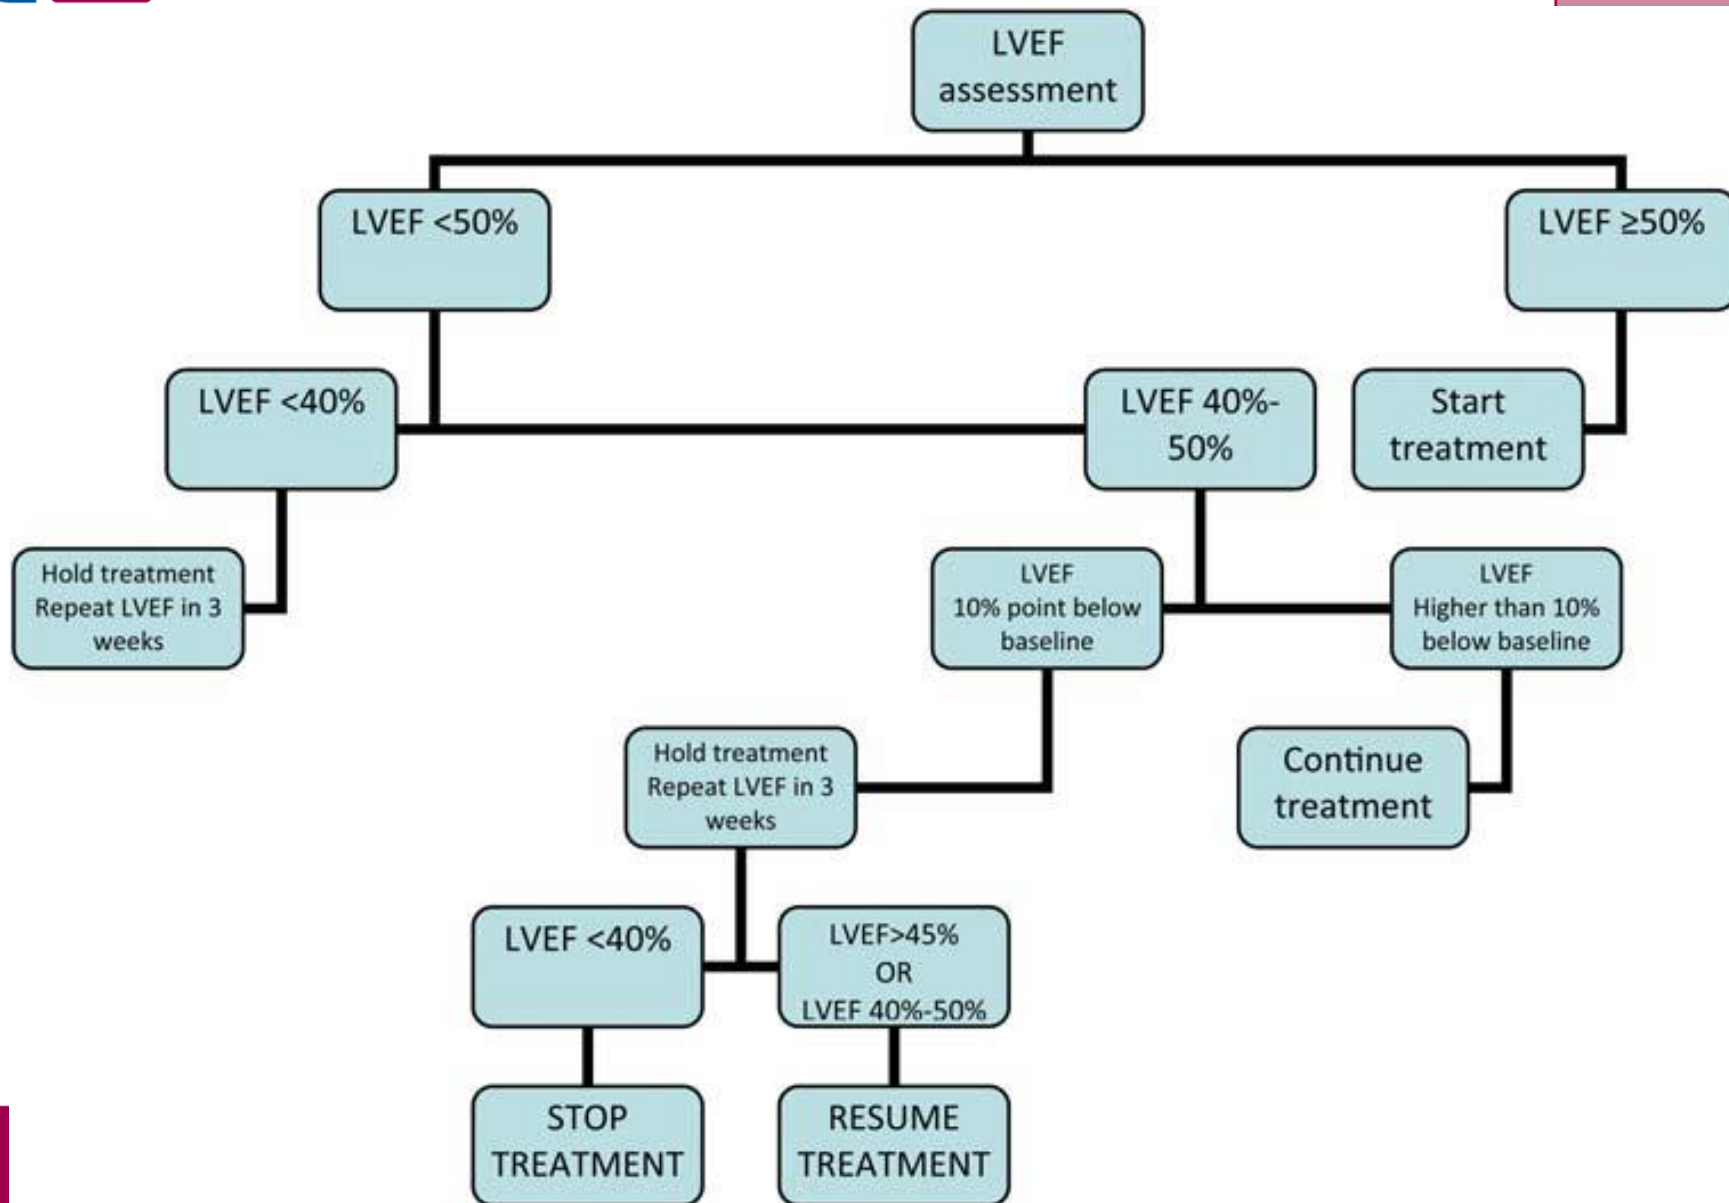 LVEF
assessment
LVEF <50%
LVEF ≥50%
LVEF <40%
LVEF 40%-
50%
Start
treatment
Hold treatment
Repeat LVEF in 3
weeks
LVEF
10% point below
baseline
LVEF
Higher than 10%
below baseline
Hold treatment
Repeat LVEF in 3
weeks
Continue
treatment
LVEF <40%
LVEF>45%
OR
LVEF 40%-50%
STOP
TREATMENT
RESUME
TREATMENT